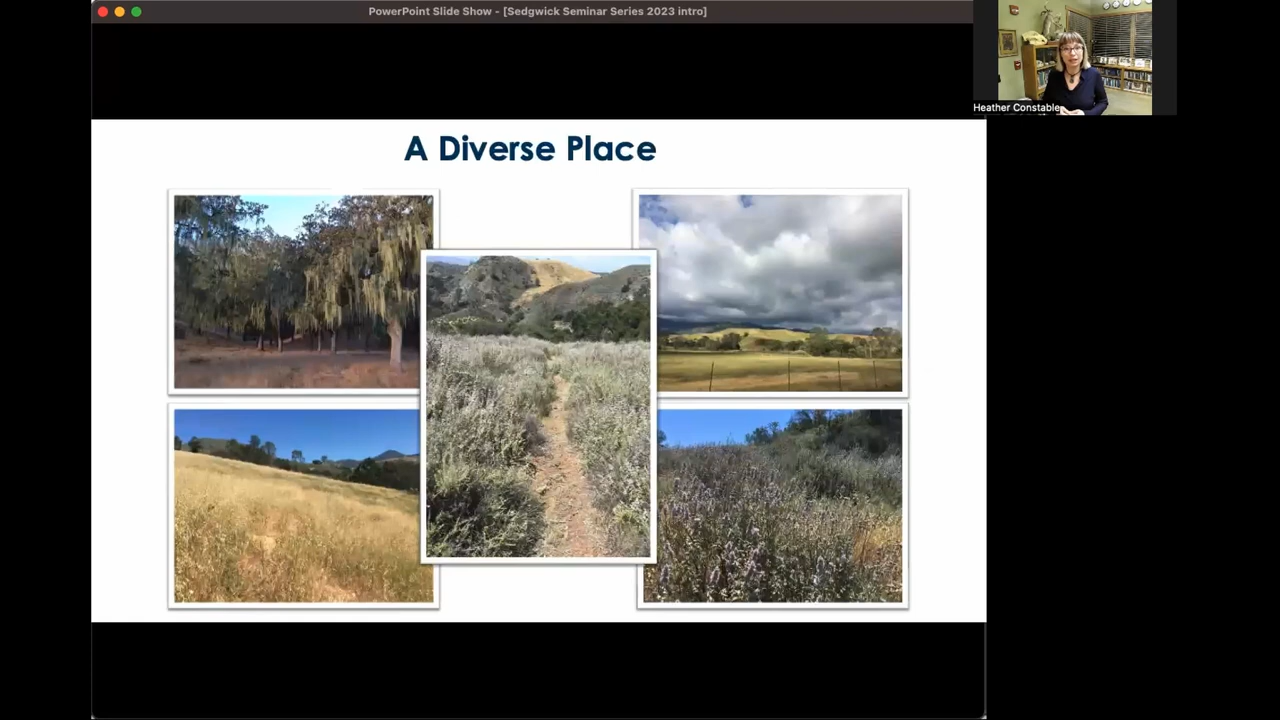 PowerPoint Slide Show - [Sedgwick Seminar Series 2023 intro]
Heather Constable
A Diverse Place